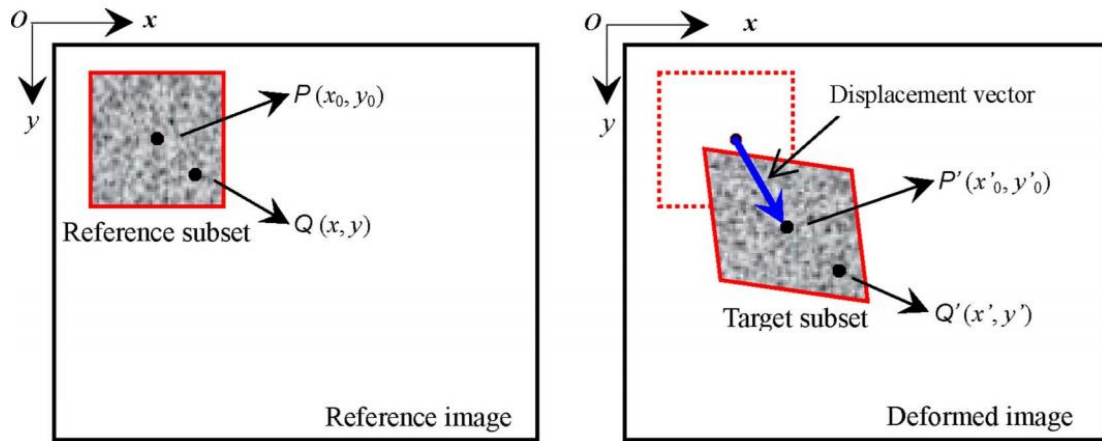 O
x
y
P (x₀, y₀)
Q (x, y)
Reference subset
Reference image
O
x
y
Displacement vector
P' (x'₀, y'₀)
Q' (x', y')
Target subset
Deformed image